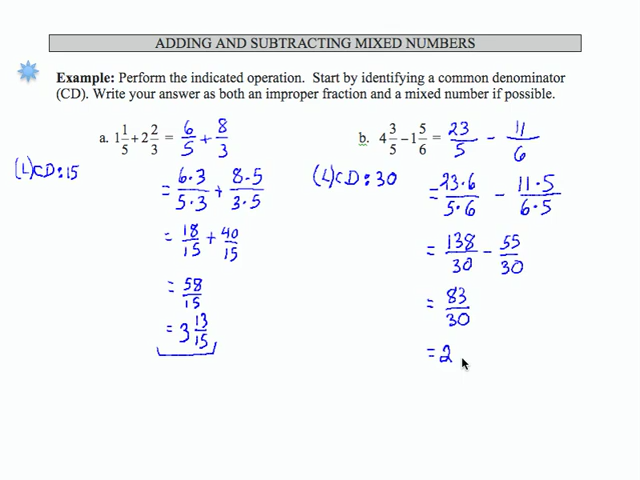 ADDING AND SUBTRACTING MIXED NUMBERS
Example: Perform the indicated operation. Start by identifying a common denominator
(CD). Write your answer as both an improper fraction and a mixed number if possible.
a. 1 1/5 + 2 2/3 = 6/5 + 8/3
(L)CD: 15
= 6·3/5·3 + 8·5/3·5
= 18/15 + 40/15
= 58/15
= 3 13/15
b. 4 3/5 − 1 5/6 = 23/5 − 11/6
(L)CD: 30
= 23·6/5·6 − 11·5/6·5
= 138/30 − 55/30
= 83/30
= 2